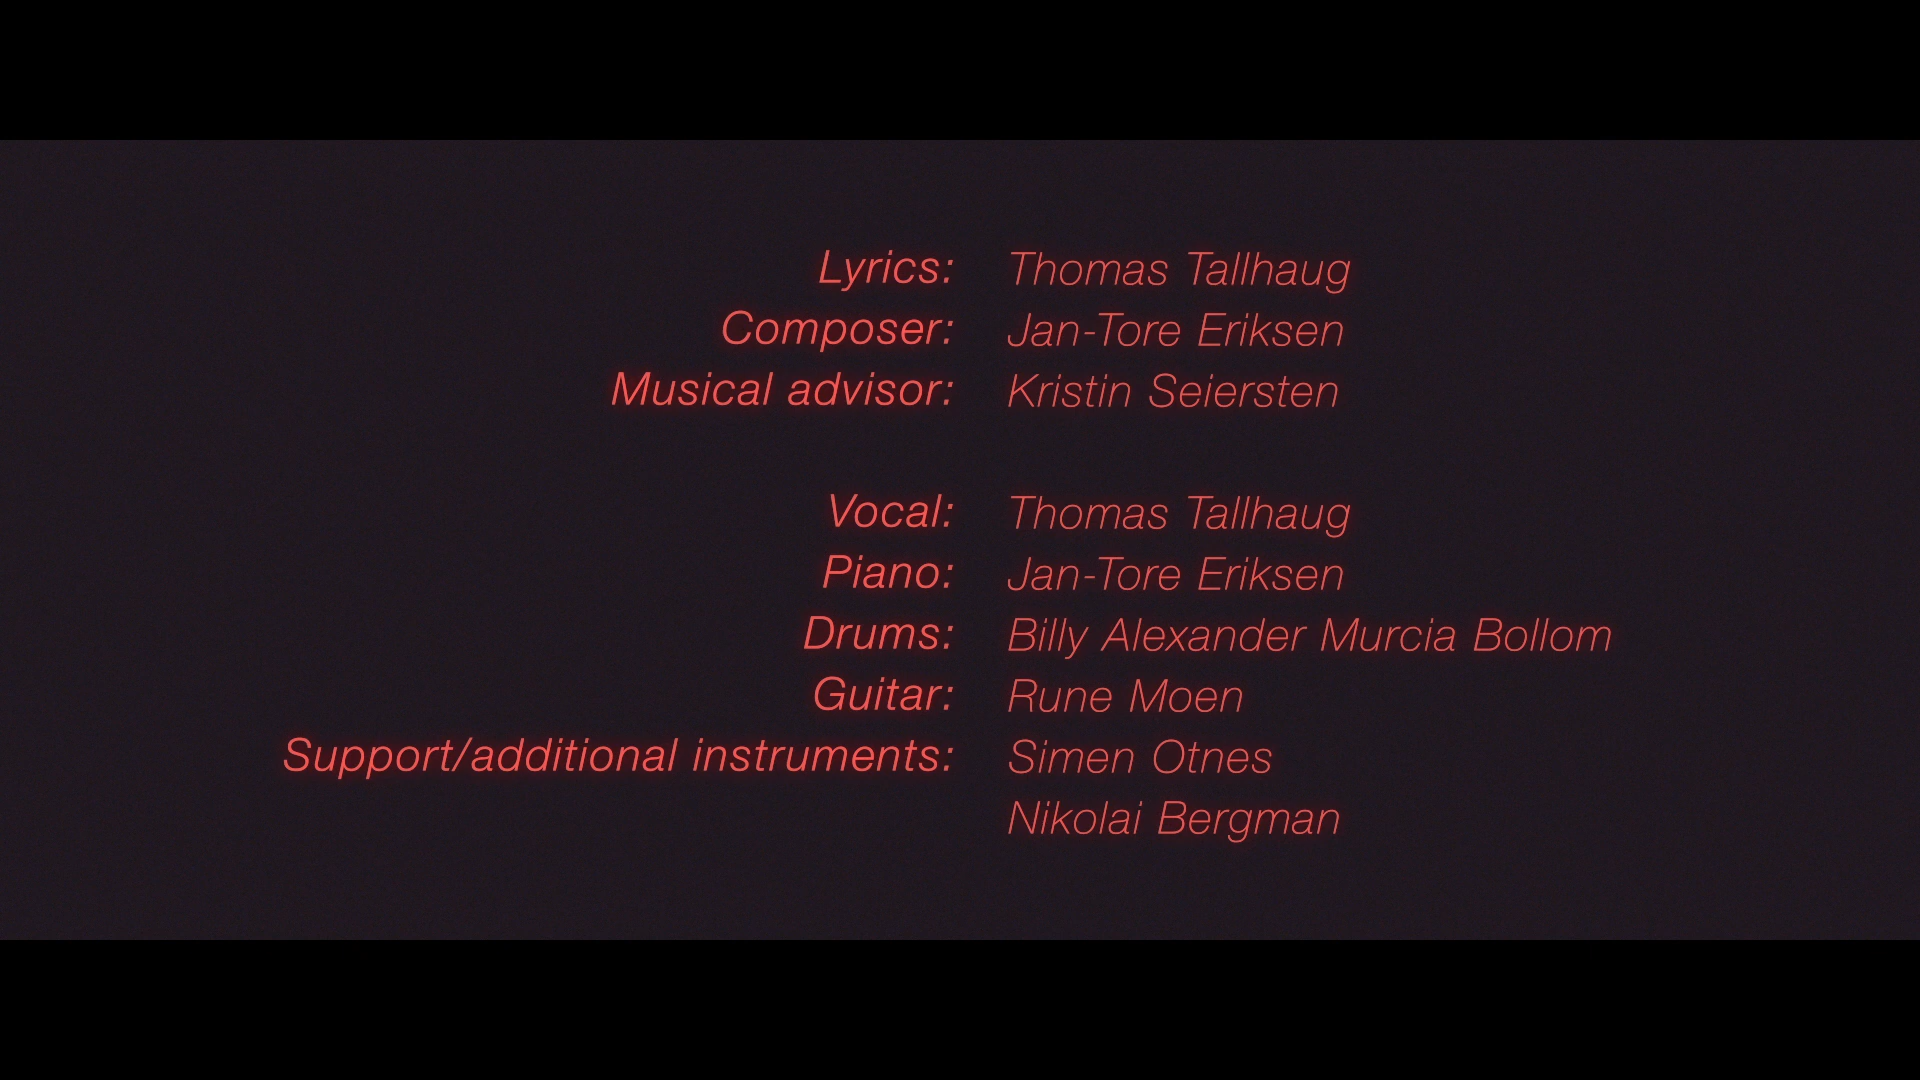 Lyrics: Thomas Tallhaug
Composer: Jan-Tore Eriksen
Musical advisor: Kristin Seiersten
Vocal: Thomas Tallhaug
Piano: Jan-Tore Eriksen
Drums: Billy Alexander Murcia Bollom
Guitar: Rune Moen
Support/additional instruments: Simen Otnes
Nikolai Bergman